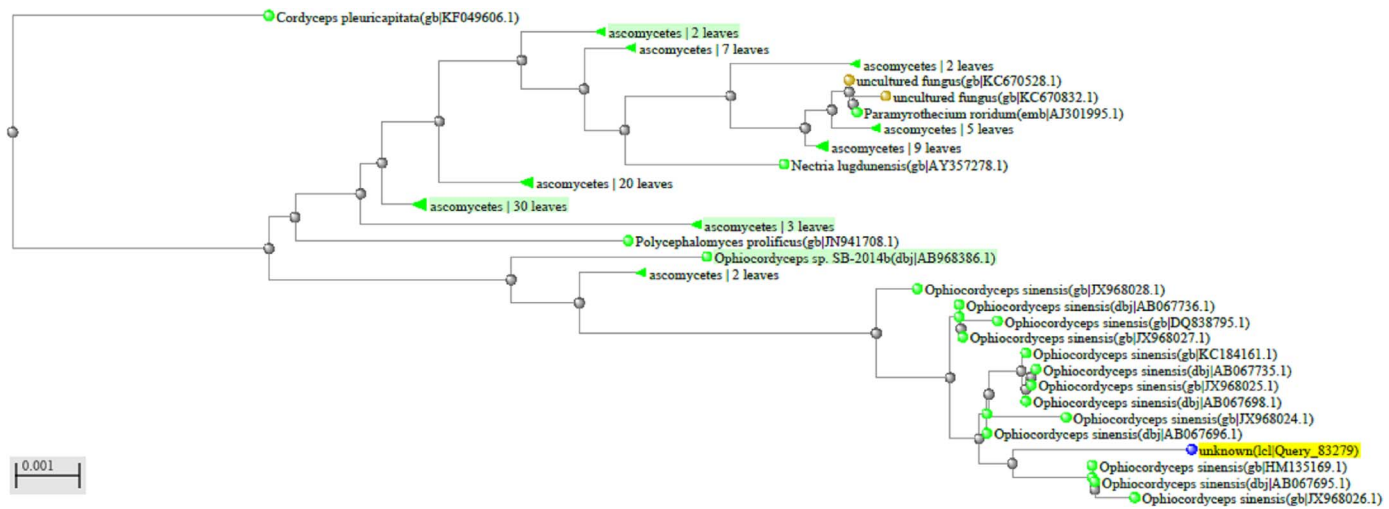 Cordyceps pleuricapitata(gb|KF049606.1)
ascomycetes | 2 leaves
ascomycetes | 7 leaves
ascomycetes | 2 leaves
uncultured fungus(gb|KC670528.1)
uncultured fungus(gb|KC670832.1)
Paramyrothecium roridum(emb|AJ301995.1)
ascomycetes | 5 leaves
ascomycetes | 9 leaves
Nectria lugdunensis(gb|AY357278.1)
ascomycetes | 20 leaves
ascomycetes | 30 leaves
ascomycetes | 3 leaves
Polycephalomyces prolificus(gb|JN941708.1)
Ophiocordyceps sp. SB-2014b(dbj|AB968386.1)
ascomycetes | 2 leaves
Ophiocordyceps sinensis(gb|JX968028.1)
Ophiocordyceps sinensis(dbj|AB067736.1)
Ophiocordyceps sinensis(gb|DQ838795.1)
Ophiocordyceps sinensis(gb|JX968027.1)
Ophiocordyceps sinensis(gb|KC184161.1)
Ophiocordyceps sinensis(dbj|AB067735.1)
Ophiocordyceps sinensis(gb|JX968025.1)
Ophiocordyceps sinensis(dbj|AB067698.1)
Ophiocordyceps sinensis(gb|JX968024.1)
Ophiocordyceps sinensis(dbj|AB067696.1)
unknown(lcl|Query_83279)
Ophiocordyceps sinensis(gb|HM135169.1)
Ophiocordyceps sinensis(dbj|AB067695.1)
Ophiocordyceps sinensis(gb|JX968026.1)
0.001